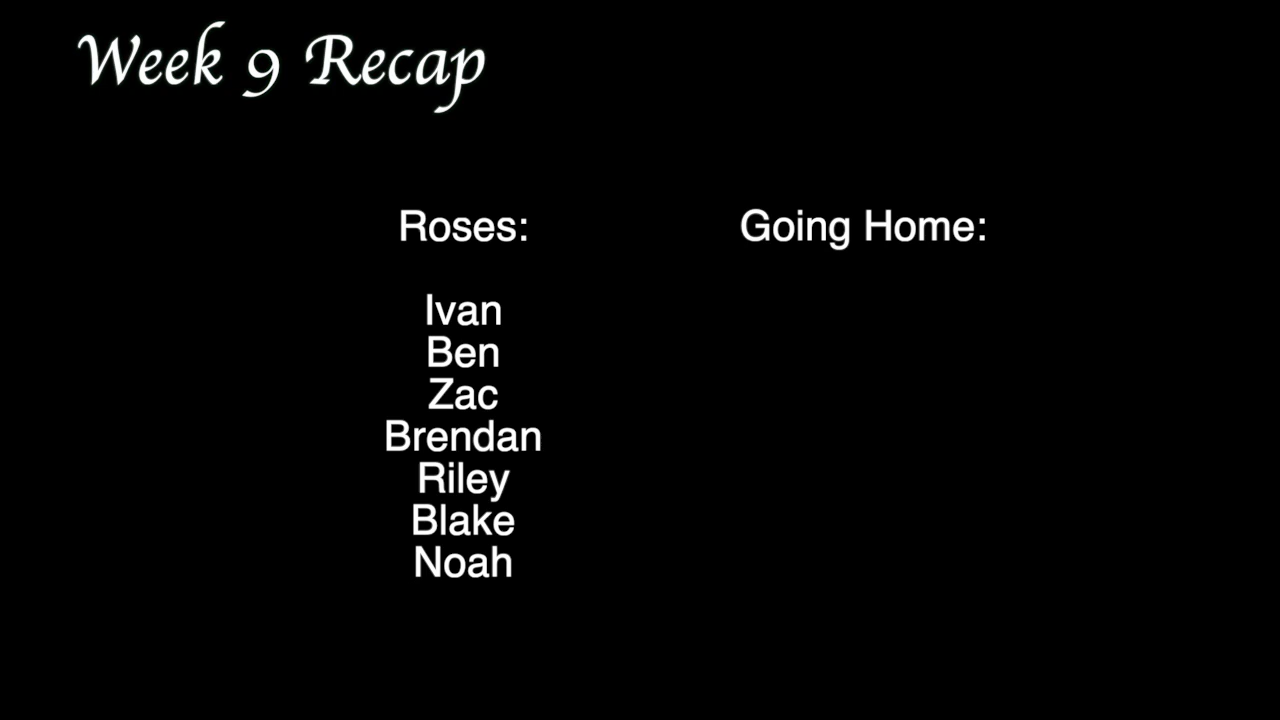 Week 9 Recap
Roses:
Going Home:
Ivan
Ben
Zac
Brendan
Riley
Blake
Noah